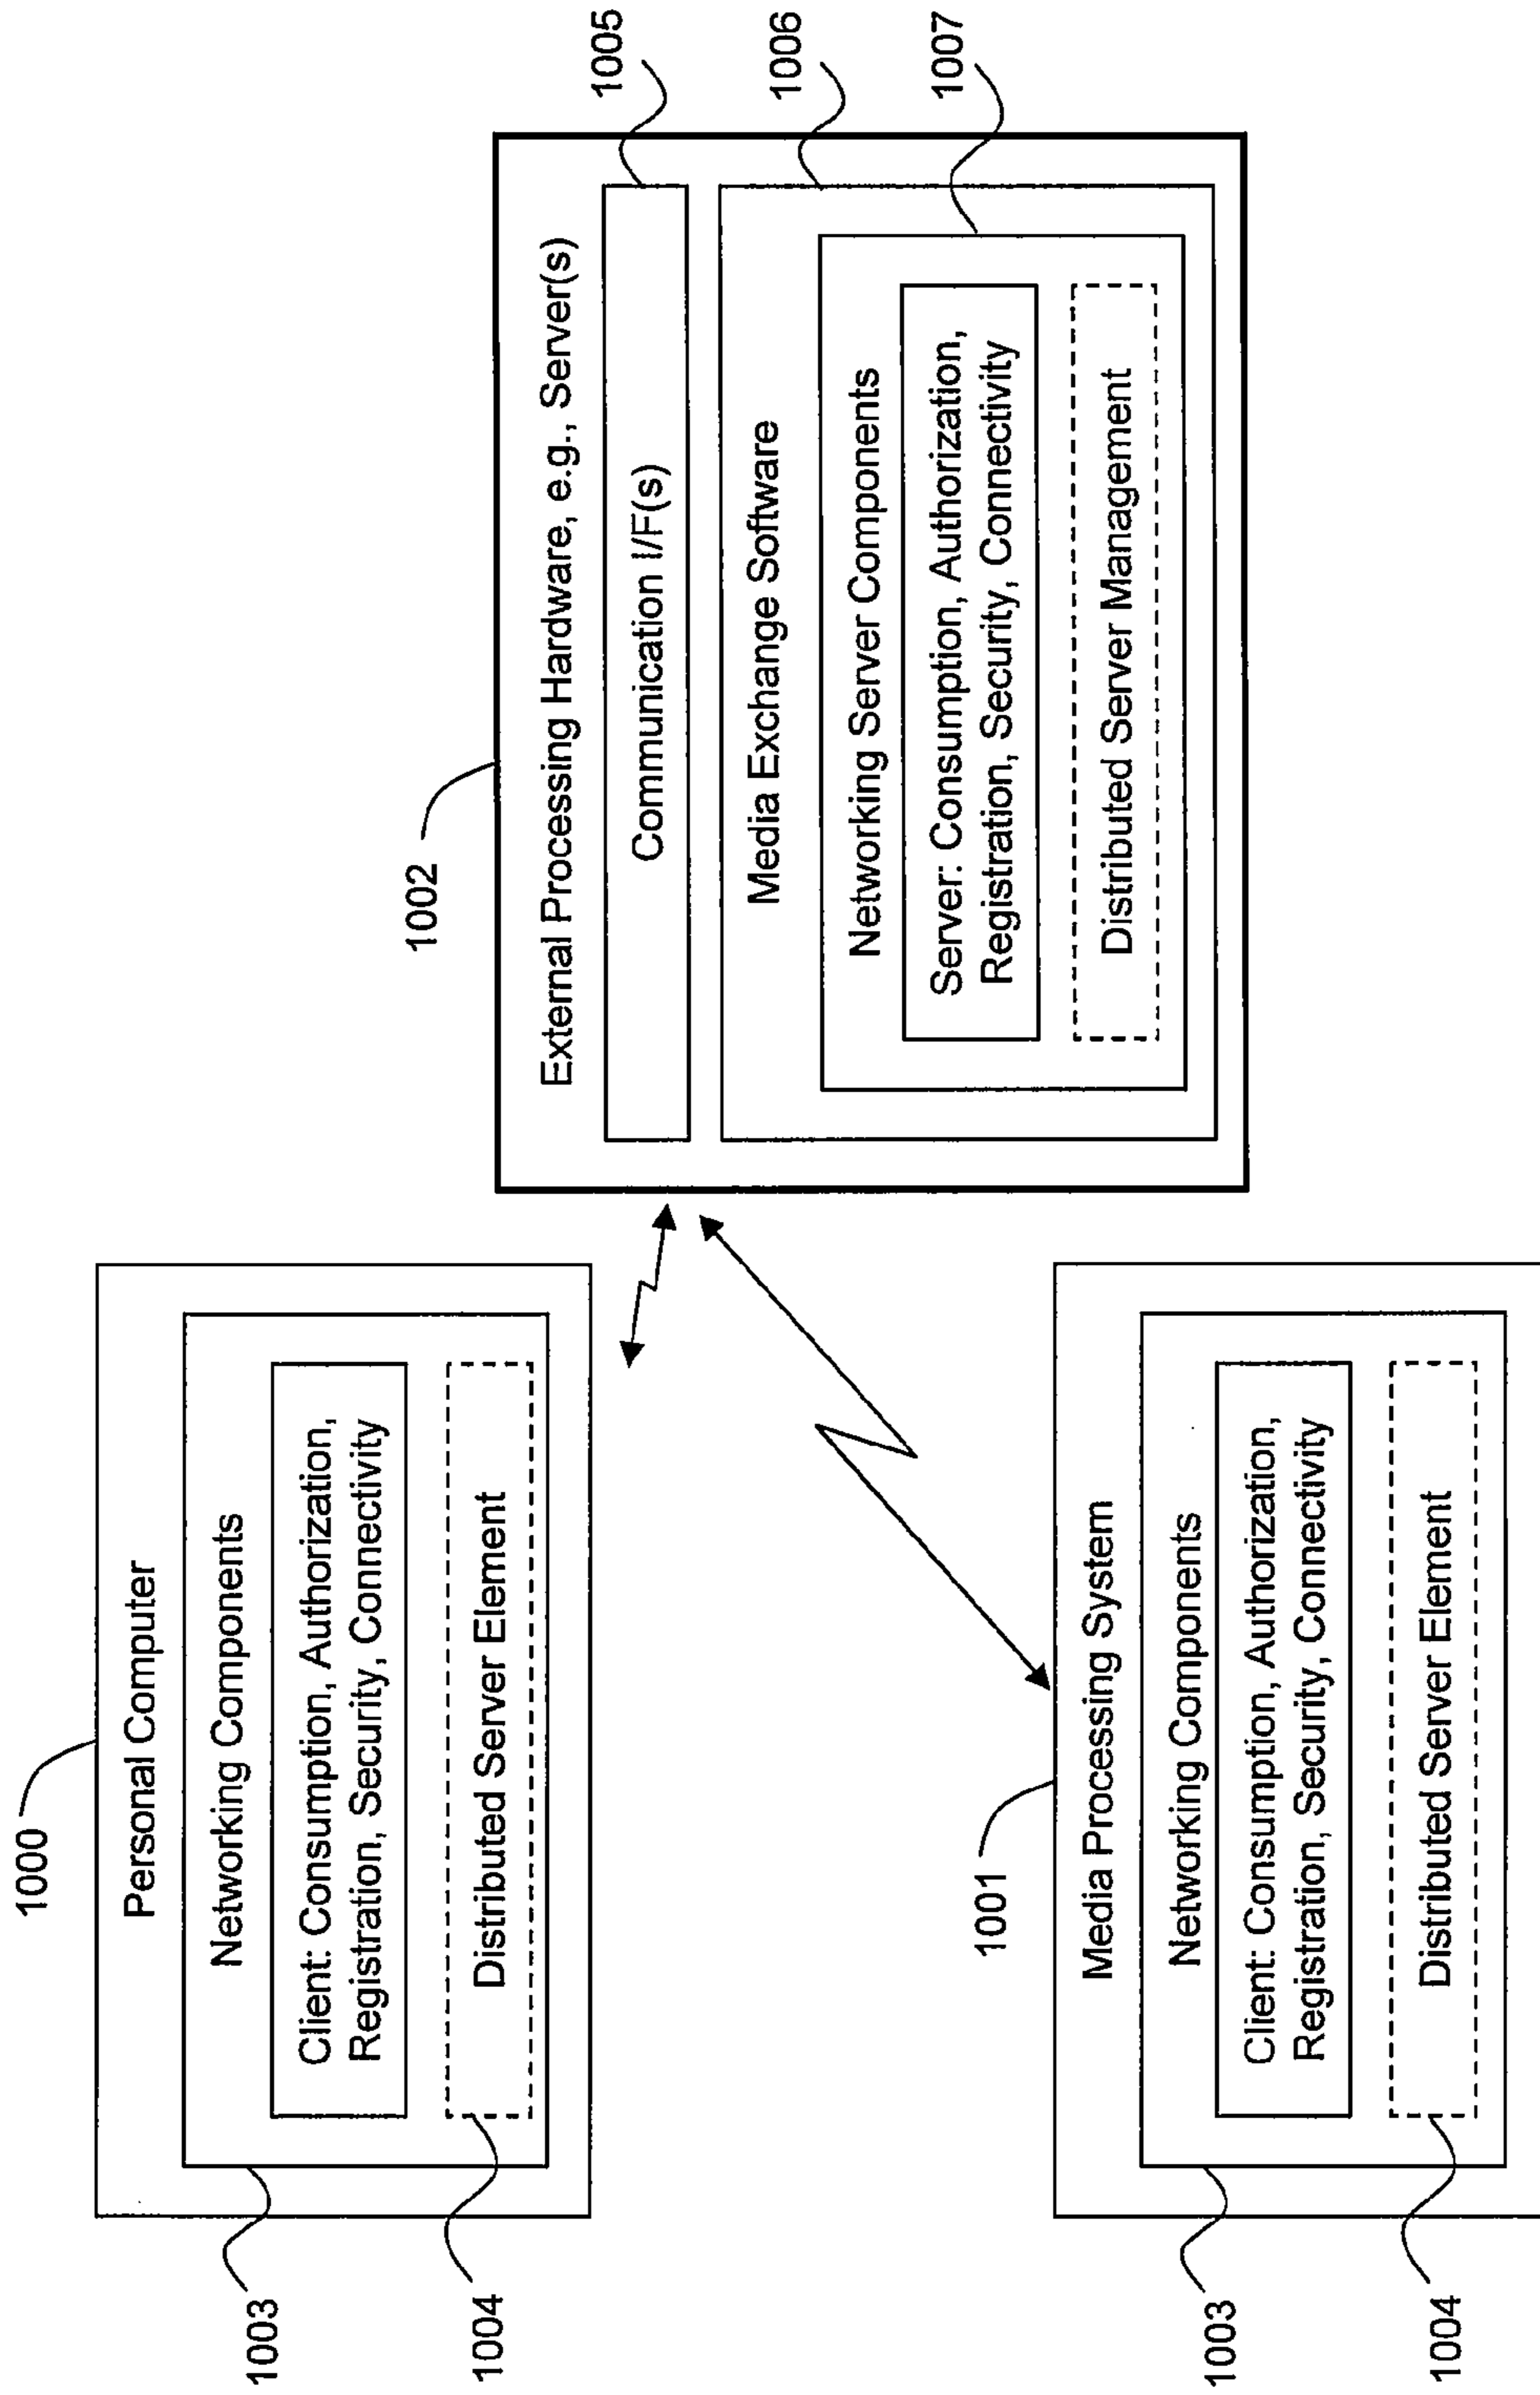 1000
Personal Computer
Networking Components
Client: Consumption, Authorization,
Registration, Security, Connectivity
Distributed Server Element
1003
1004
1002
External Processing Hardware, e.g., Server(s)
Communication I/F(s)
Media Exchange Software
Networking Server Components
Server: Consumption, Authorization,
Registration, Security, Connectivity
Distributed Server Management
1005
1006
1007
1001
Media Processing System
Networking Components
Client: Consumption, Authorization,
Registration, Security, Connectivity
Distributed Server Element
1003
1004